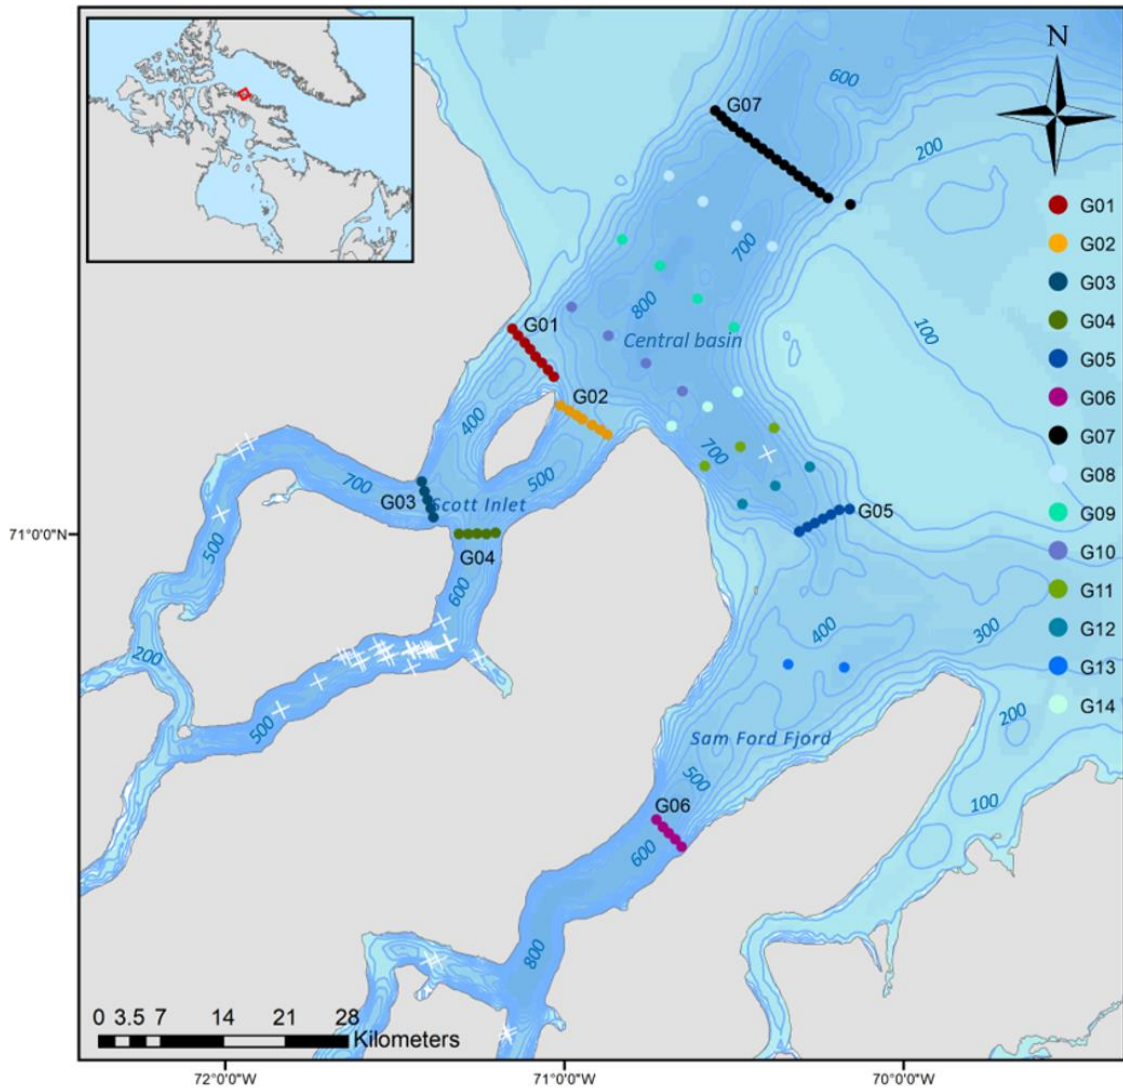 N
600
G07
200
G01
G02
G03
G04
G05
G06
G07
G08
G09
G10
G11
G12
G13
G14
700
800
Central basin
100
G01
G02
400
500
700
700
G03
Scott Inlet
G04
G05
71°0'0"N
500
600
400
300
200
200
500
Sam Ford Fjord
500
100
G06
600
800
0 3.5 7 14 21 28
Kilometers
72°0'0"W 71°0'0"W 70°0'0"W